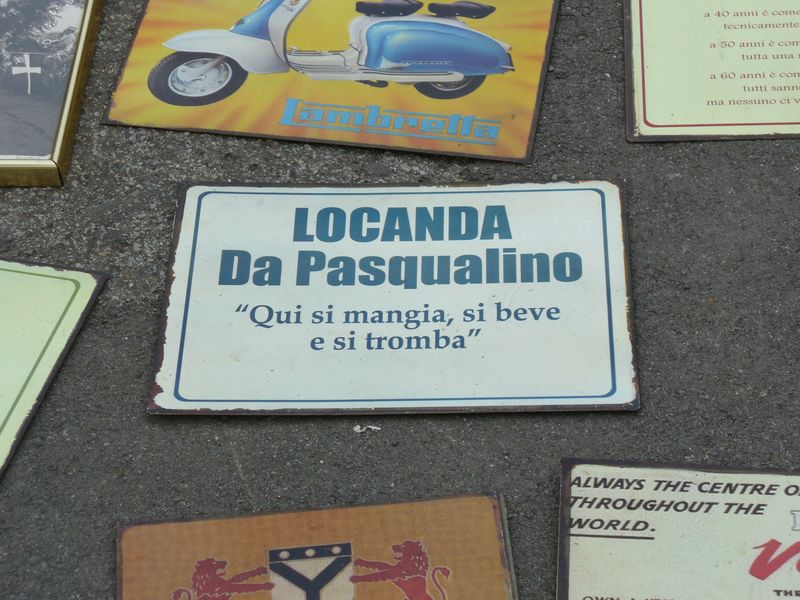 Lambretta
a 40 anni è come
tecnicamente
a 50 anni è com
tutta una
a 60 anni è com
tutti sann
ma nessuno ci v
LOCANDA
Da Pasqualino
“Qui si mangia, si beve
e si tromba”
ALWAYS THE CENTRE O
THROUGHOUT THE
WORLD.
THE